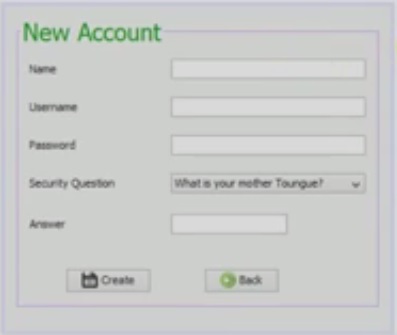 New Account
Name
Username
Password
Security Question What is your mother Toungue?
Answer
Create Back